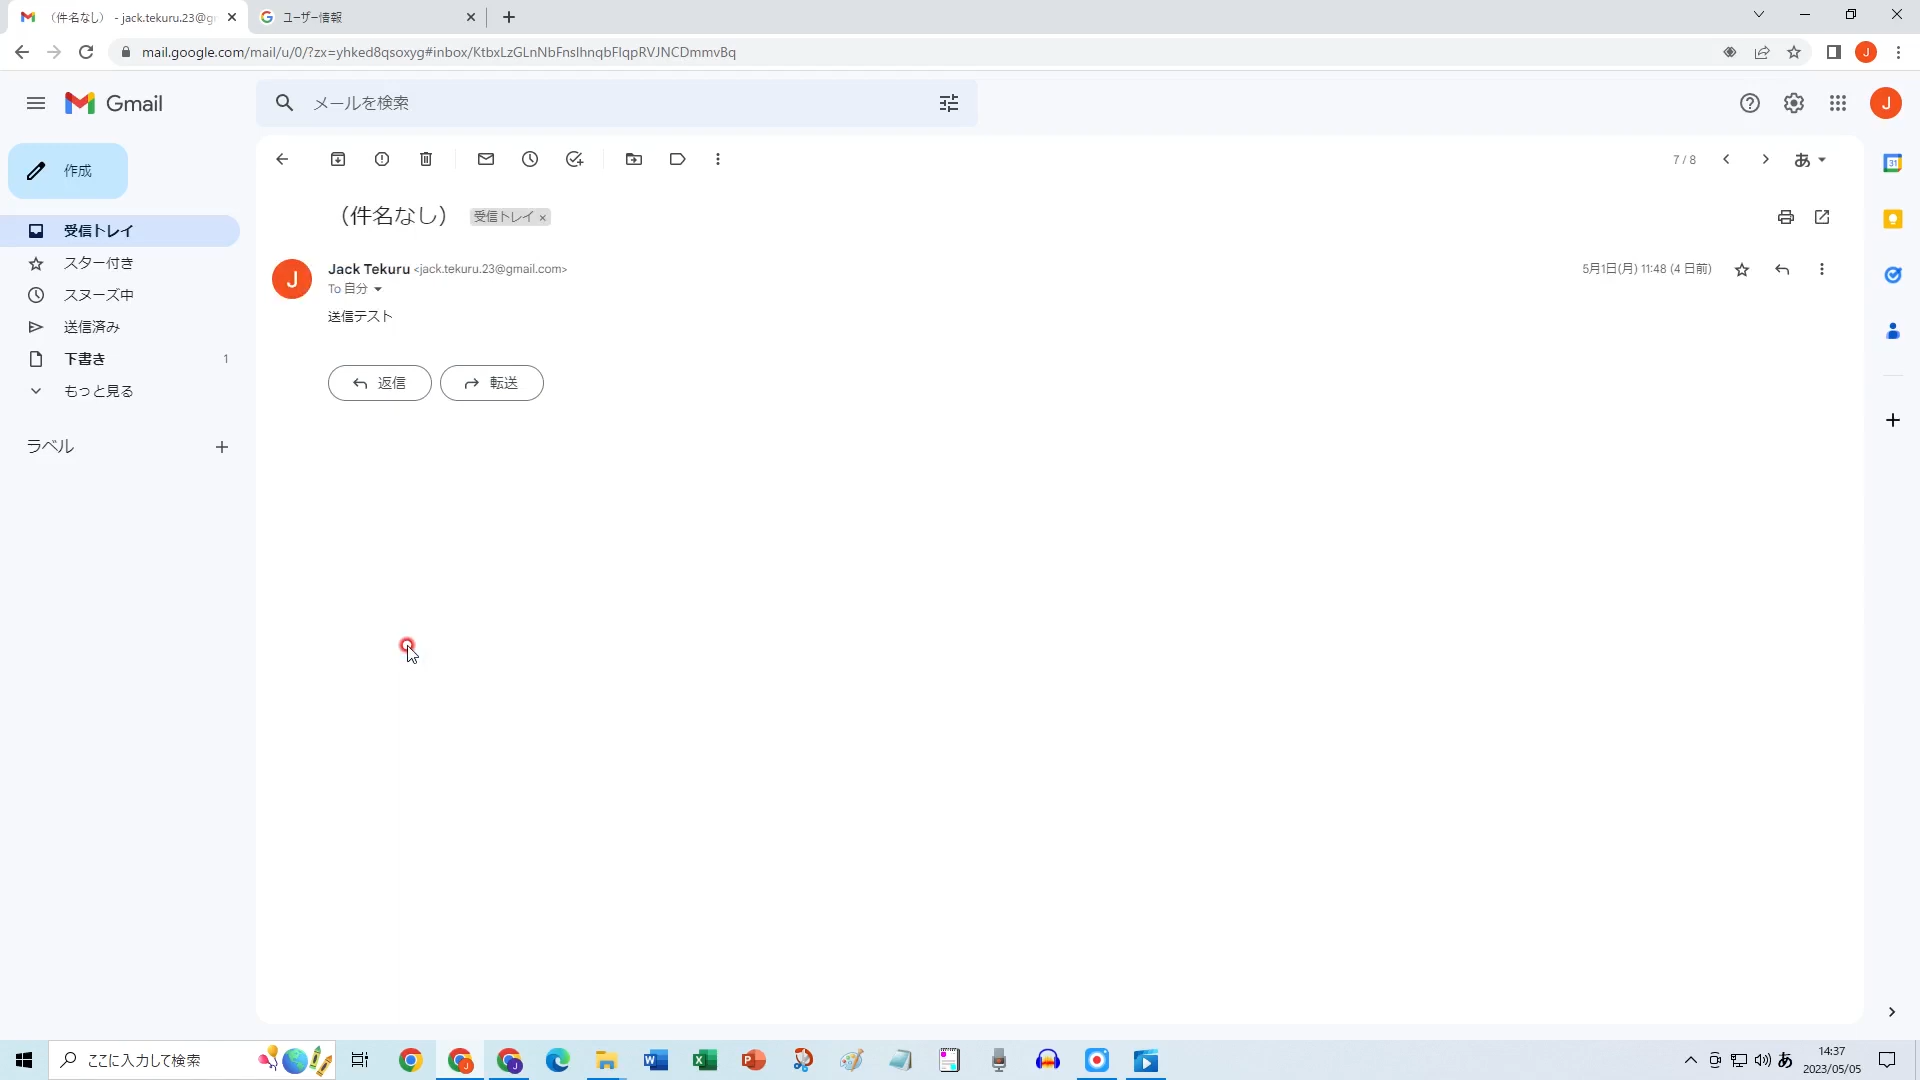 （件名なし） - jack.tekuru.23@gm
ユーザー情報
mail.google.com/mail/u/0/?zx=yhked8qsoxyg#inbox/KtbxLzGLnNbFnslhnqbFlqpRVJNCDmmvBq
J
Gmail
メールを検索
J
作成
7 / 8
あ
31
（件名なし）
受信トレイ ×
受信トレイ
スター付き
スヌーズ中
送信済み
下書き
1
もっと見る
ラベル
J
Jack Tekuru <jack.tekuru.23@gmail.com>
5月1日(月) 11:48 (4 日前)
To 自分
送信テスト
返信
転送
ここに入力して検索
あ
14:37
2023/05/05